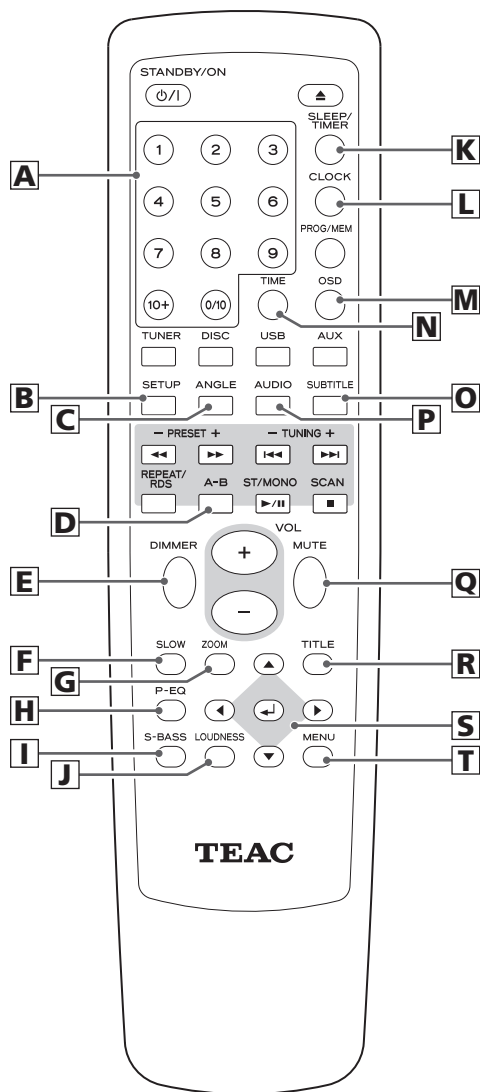 STANDBY/ON
SLEEP/
TIMER
A
1 2 3
K
CLOCK
4 5 6
L
PROG/MEM
7 8 9
TIME OSD
10+ 0/10
M
N
TUNER DISC USB AUX
B
SETUP ANGLE AUDIO SUBTITLE
O
C
P
– PRESET + – TUNING +
REPEAT/
RDS
A-B ST/MONO SCAN
D
VOL
DIMMER + MUTE
E
Q
–
F
SLOW ZOOM TITLE
R
G
H
P-EQ
S
I
S-BASS LOUDNESS MENU
J
T
TEAC